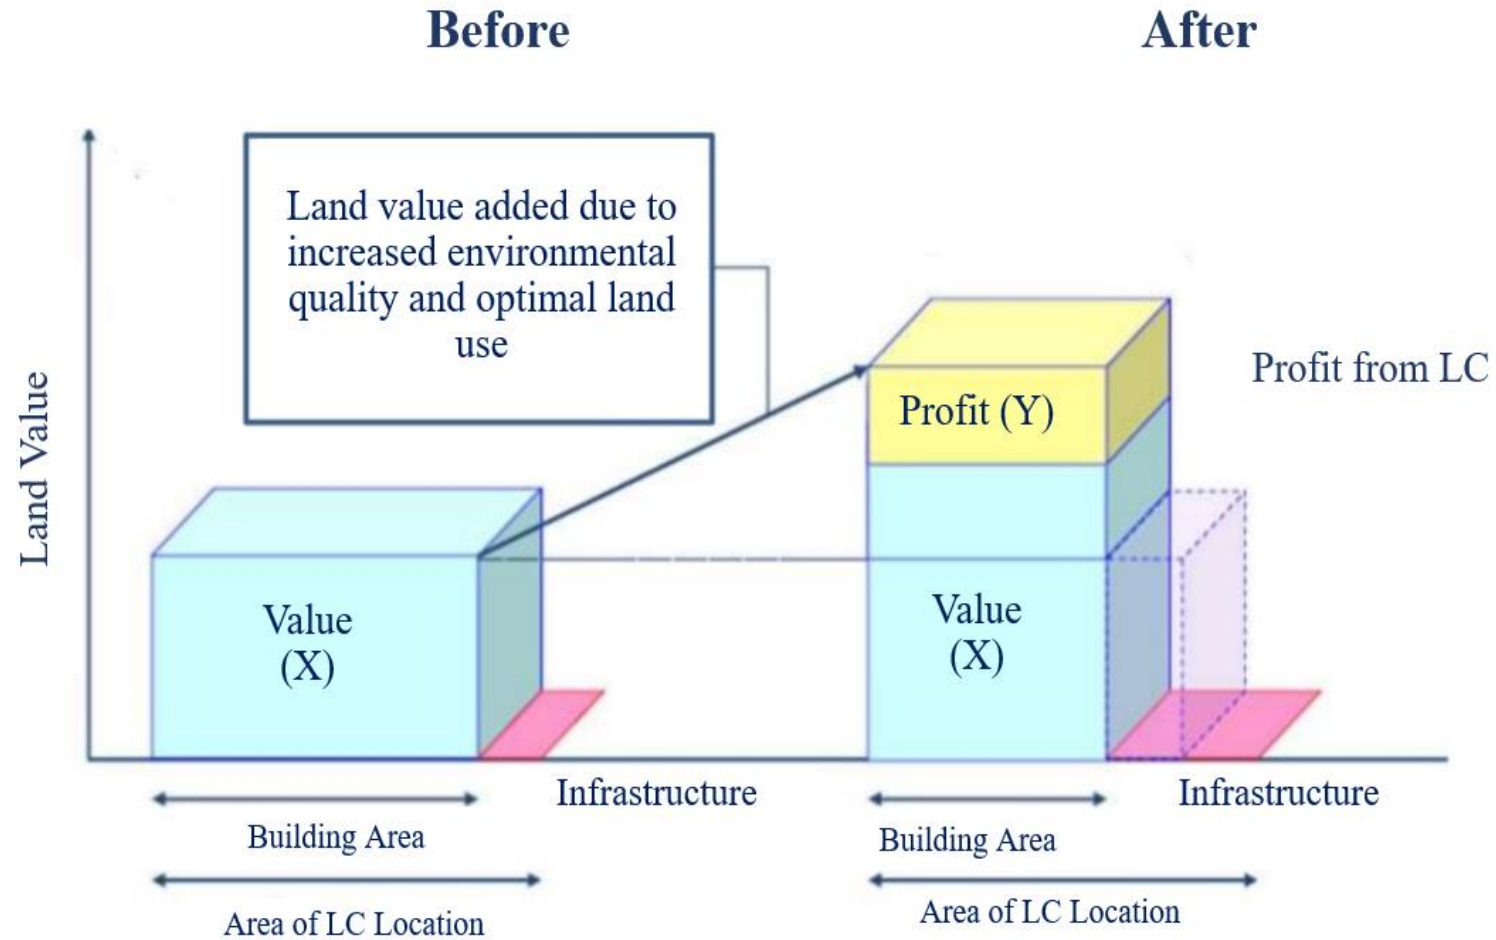 Before
After
Land value added due to
increased environmental
quality and optimal land
use
Land Value
Profit from LC
Profit (Y)
Value
(X)
Value
(X)
Infrastructure
Infrastructure
Building Area
Building Area
Area of LC Location
Area of LC Location